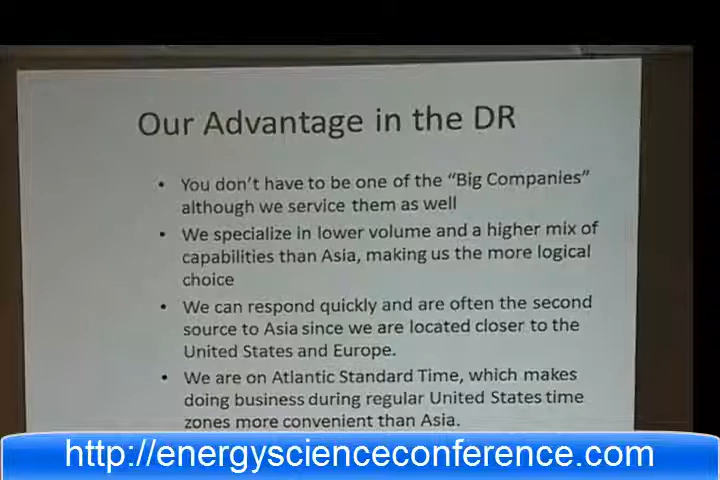 Our Advantage in the DR
• You don't have to be one of the “Big Companies”
although we service them as well
• We specialize in lower volume and a higher mix of
capabilities than Asia, making us the more logical
choice
• We can respond quickly and are often the second
source to Asia since we are located closer to the
United States and Europe.
• We are on Atlantic Standard Time, which makes
doing business during regular United States time
zones more convenient than Asia.
http://energyscienceconference.com